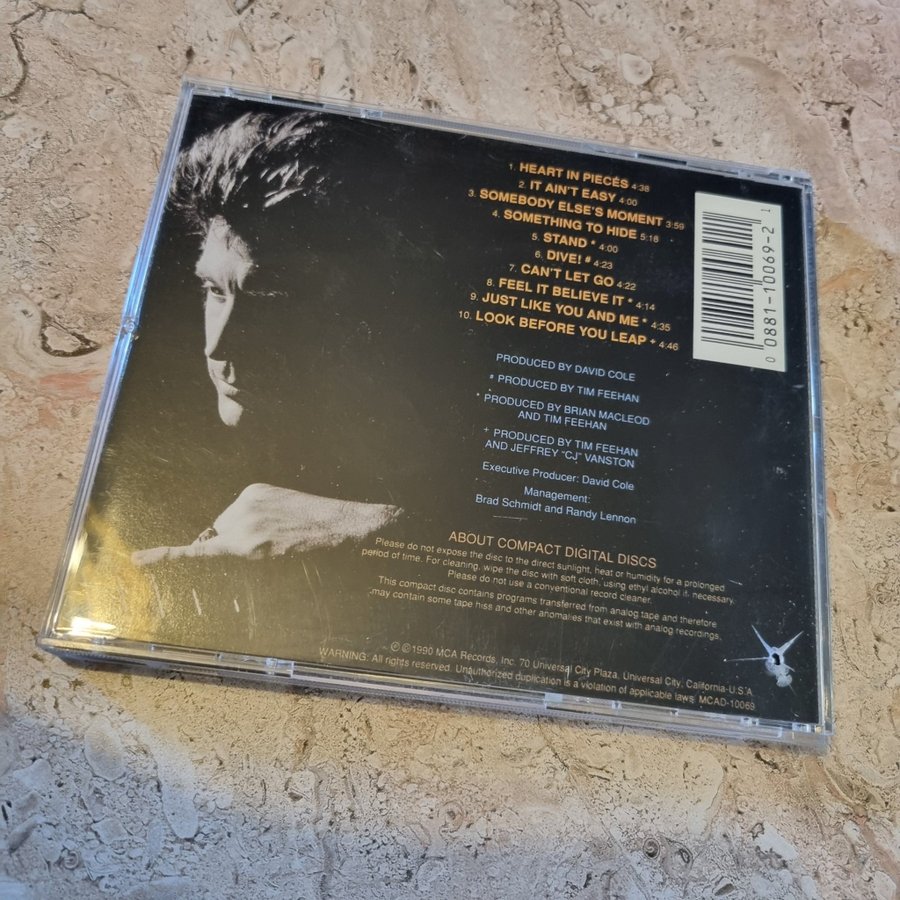 1. HEART IN PIECES 4:38
2. IT AIN'T EASY 4:00
3. SOMEBODY ELSE'S MOMENT 3:59
4. SOMETHING TO HIDE 5:18
5. STAND * 4:00
6. DIVE! # 4:23
7. CAN'T LET GO 4:22
8. FEEL IT BELIEVE IT * 4:14
9. JUST LIKE YOU AND ME * 4:35
10. LOOK BEFORE YOU LEAP + 4:46
0 0881-10069-2 1
PRODUCED BY DAVID COLE
# PRODUCED BY TIM FEEHAN
* PRODUCED BY BRIAN MACLEOD
AND TIM FEEHAN
+ PRODUCED BY TIM FEEHAN
AND JEFFREY "CJ" VANSTON
Executive Producer: David Cole
Management:
Brad Schmidt and Randy Lennon
ABOUT COMPACT DIGITAL DISCS
Please do not expose the disc to the direct sunlight, heat or humidity for a prolonged
period of time. For cleaning, wipe the disc with soft cloth, using ethyl alcohol if necessary.
Please do not use a conventional record cleaner.
This compact disc contains programs transferred from analog tape and therefore
may contain some tape hiss and other anomalies that exist with analog recordings.
©℗1990 MCA Records, Inc. 70 Universal City Plaza, Universal City, California-U.S.A
WARNING: All rights reserved. Unauthorized duplication is a violation of applicable laws. MCAD-10069